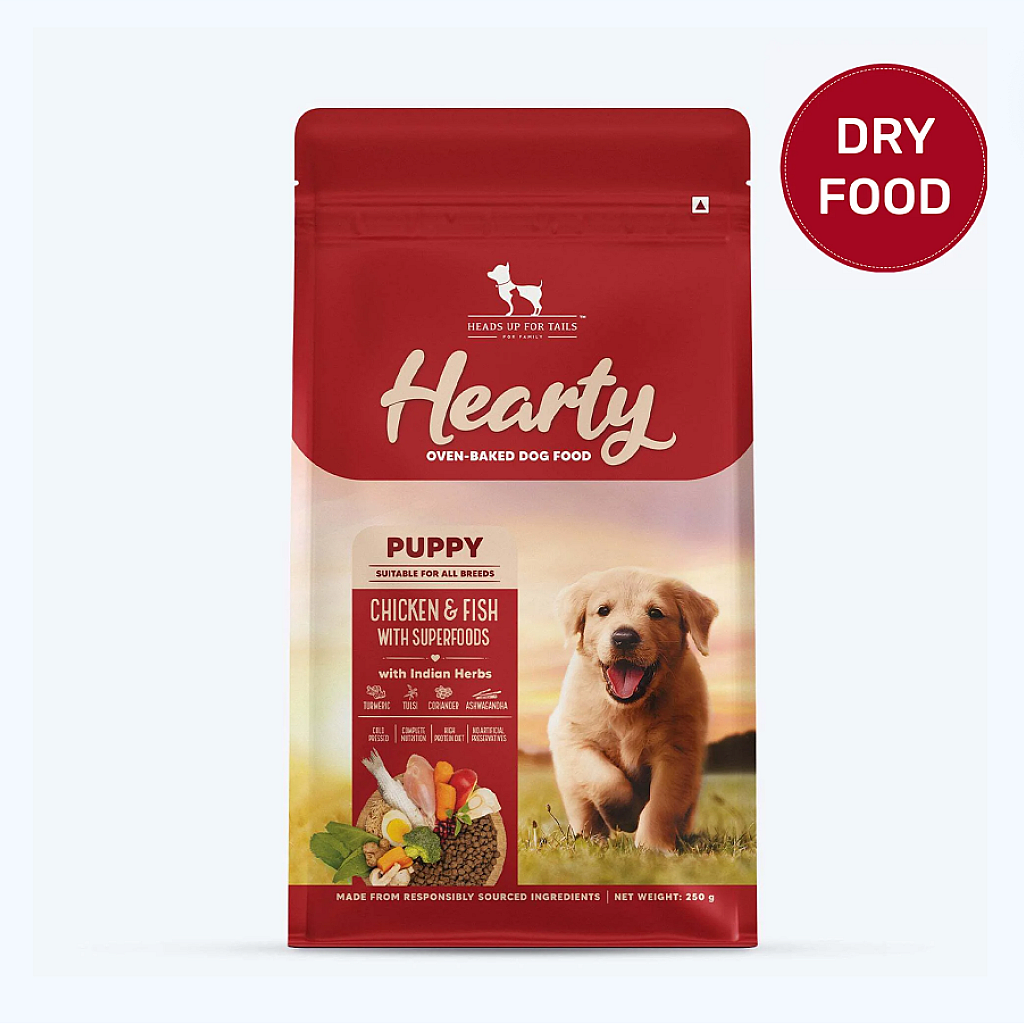 DRY
FOOD
HEADS UP FOR TAILS ™
FOR FAMILY
Hearty
OVEN-BAKED DOG FOOD
PUPPY
SUITABLE FOR ALL BREEDS
CHICKEN & FISH
WITH SUPERFOODS
with Indian Herbs
TURMERIC TULSI CORIANDER ASHWAGANDHA
COLD PRESSED COMPLETE NUTRITION HIGH PROTEIN DIET NO ARTIFICIAL PRESERVATIVES
MADE FROM RESPONSIBLY SOURCED INGREDIENTS | NET WEIGHT: 250 g